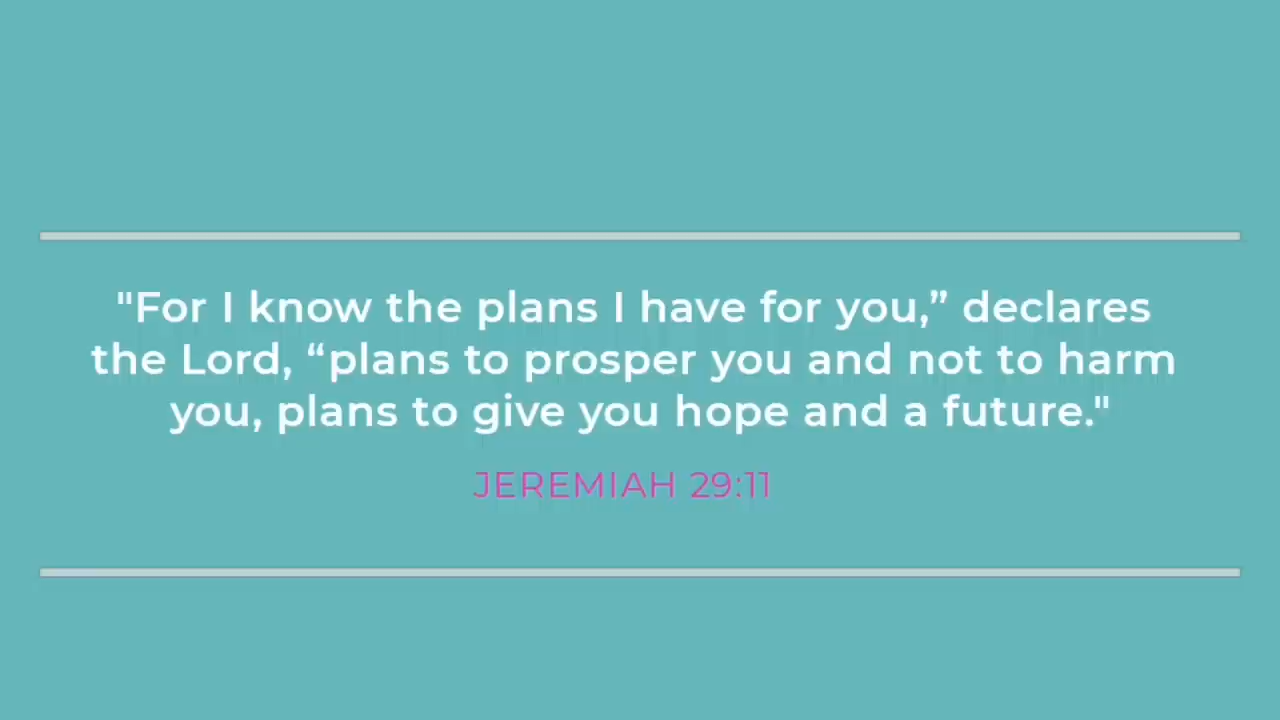 "For I know the plans I have for you,” declares
the Lord, “plans to prosper you and not to harm
you, plans to give you hope and a future."
JEREMIAH 29:11